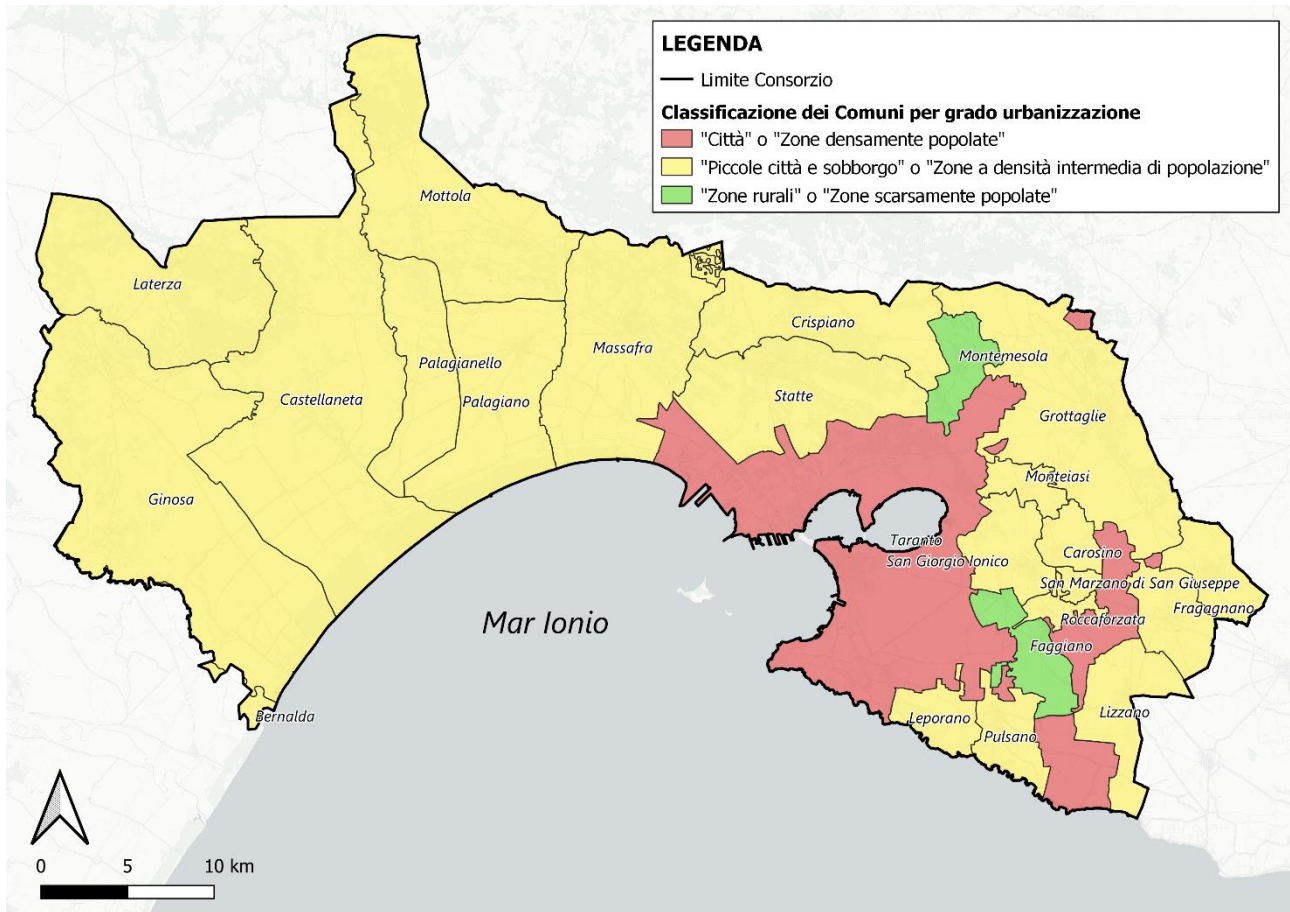 LEGENDA
Limite Consorzio
Classificazione dei Comuni per grado urbanizzazione
"Città" o "Zone densamente popolate"
"Piccole città e sobborgo" o "Zone a densità intermedia di popolazione"
"Zone rurali" o "Zone scarsamente popolate"
Mottola
Laterza
Crispiano
Massafra
Montemesola
Palagianello
Statte
Castellaneta
Palagiano
Grottaglie
Monteiasi
Ginosa
Taranto
Carosino
San Giorgio Ionico
San Marzano di San Giuseppe
Fragagnano
Roccaforzata
Mar Ionio
Faggiano
Bernalda
Leporano
Lizzano
Pulsano
0 5 10 km